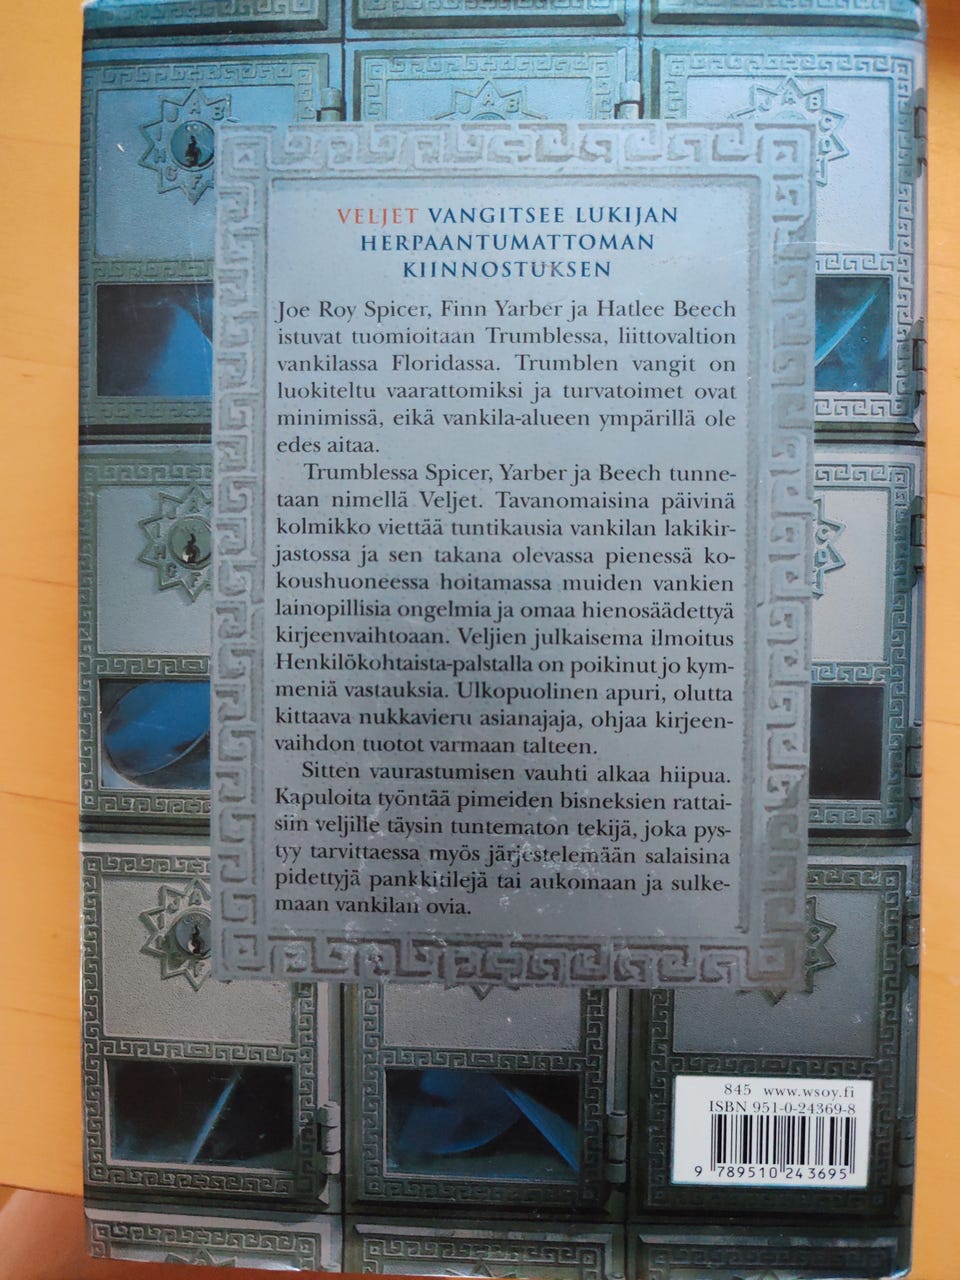 VELJET VANGITSEE LUKIJAN
HERPAANTUMATTOMAN
KIINNOSTUKSEN
Joe Roy Spicer, Finn Yarber ja Hatlee Beech
istuvat tuomioitaan Trumblessa, liittovaltion
vankilassa Floridassa. Trumblen vangit on
luokiteltu vaarattomiksi ja turvatoimet ovat
minimissä, eikä vankila-alueen ympärillä ole
edes aitaa.
Trumblessa Spicer, Yarber ja Beech tunne-
taan nimellä Veljet. Tavanomaisina päivinä
kolmikko viettää tuntikausia vankilan lakikir-
jastossa ja sen takana olevassa pienessä ko-
koushuoneessa hoitamassa muiden vankien
lainopillisia ongelmia ja omaa hienosäädettyä
kirjeenvaihtoaan. Veljien julkaisema ilmoitus
Henkilökohtaista-palstalla on poikinut jo kym-
meniä vastauksia. Ulkopuolinen apuri, olutta
kittaava nukkavieru asianajaja, ohjaa kirjeen-
vaihdon tuotot varmaan talteen.
Sitten vaurastumisen vauhti alkaa hiipua.
Kapuloita työntää pimeiden bisneksien rattai-
siin veljille täysin tuntematon tekijä, joka pys-
tyy tarvittaessa myös järjestelemään salaisina
pidettyjä pankkitilejä tai aukomaan ja sulke-
maan vankilan ovia.
845 www.wsoy.fi
ISBN 951-0-24369-8
9 789510 243695